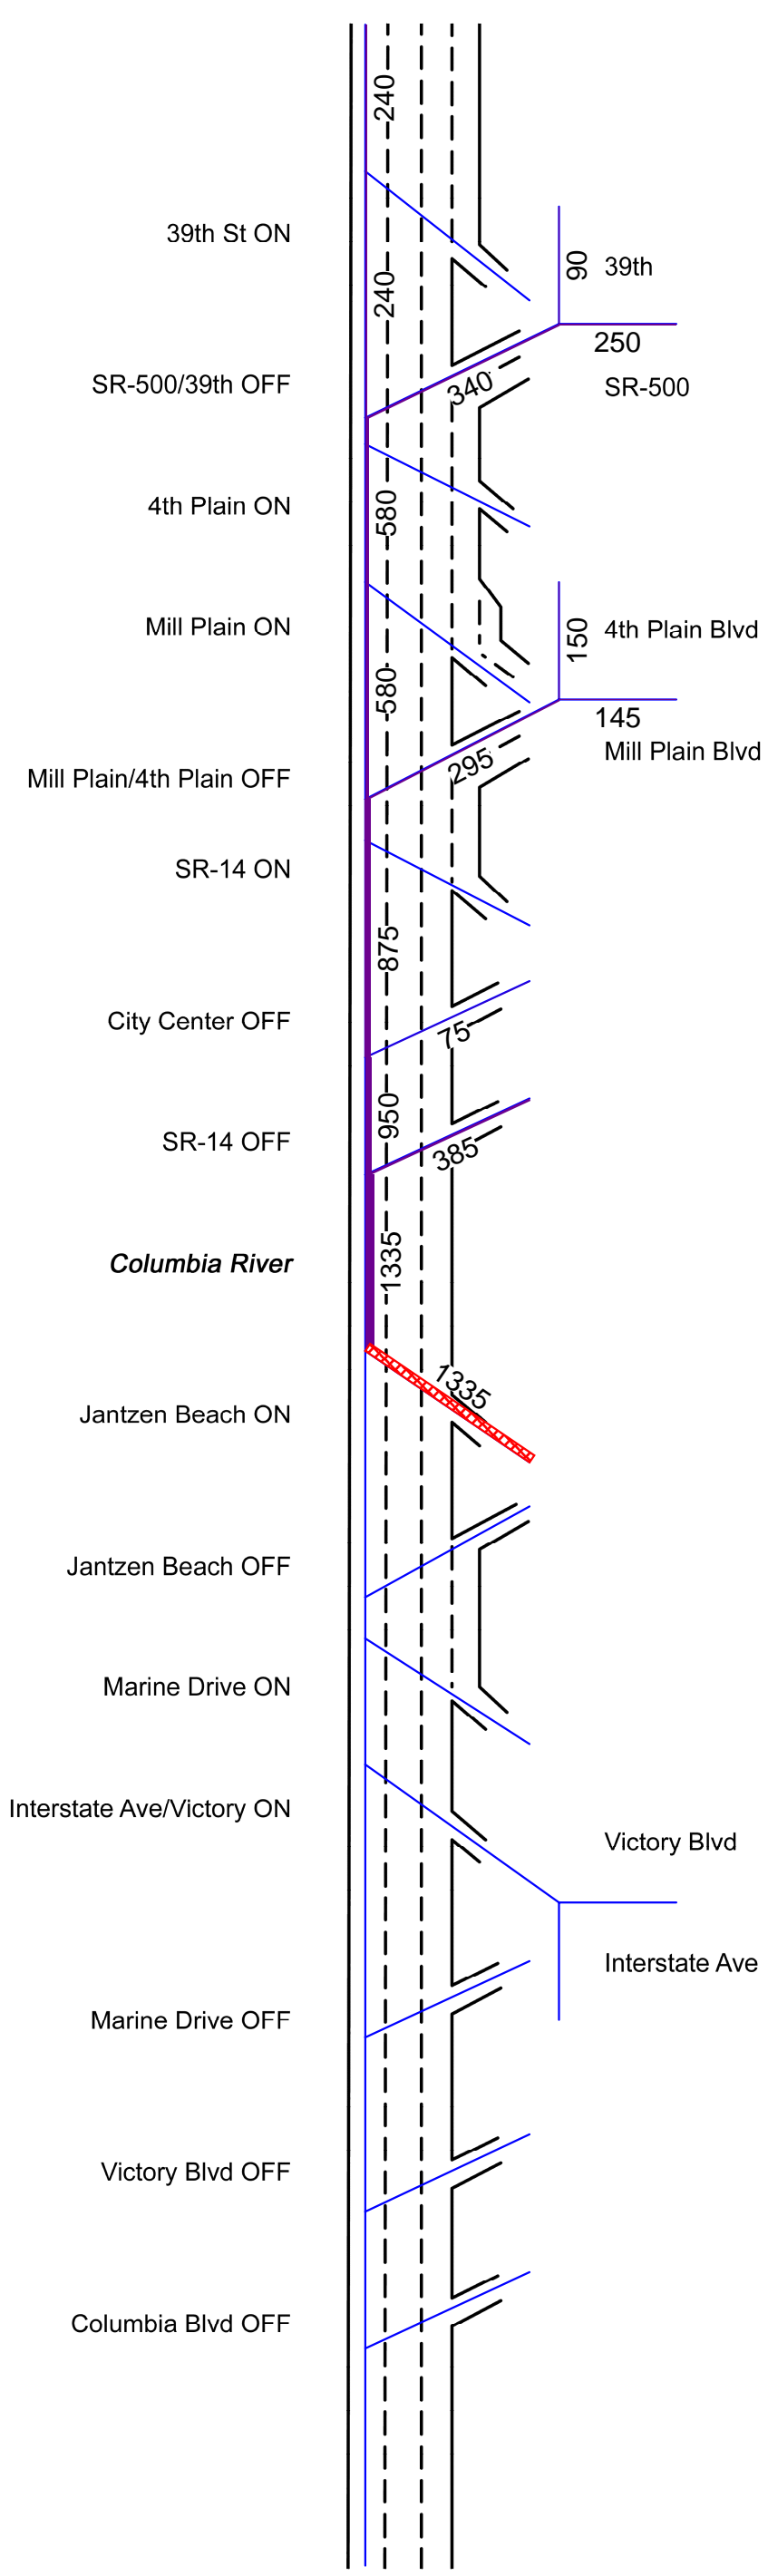 240
39th St ON
90
39th
240
250
SR-500/39th OFF
340
SR-500
4th Plain ON
580
Mill Plain ON
150
4th Plain Blvd
580
145
Mill Plain Blvd
Mill Plain/4th Plain OFF
295
SR-14 ON
875
City Center OFF
75
950
SR-14 OFF
385
Columbia River
1335
1335
Jantzen Beach ON
Jantzen Beach OFF
Marine Drive ON
Interstate Ave/Victory ON
Victory Blvd
Interstate Ave
Marine Drive OFF
Victory Blvd OFF
Columbia Blvd OFF